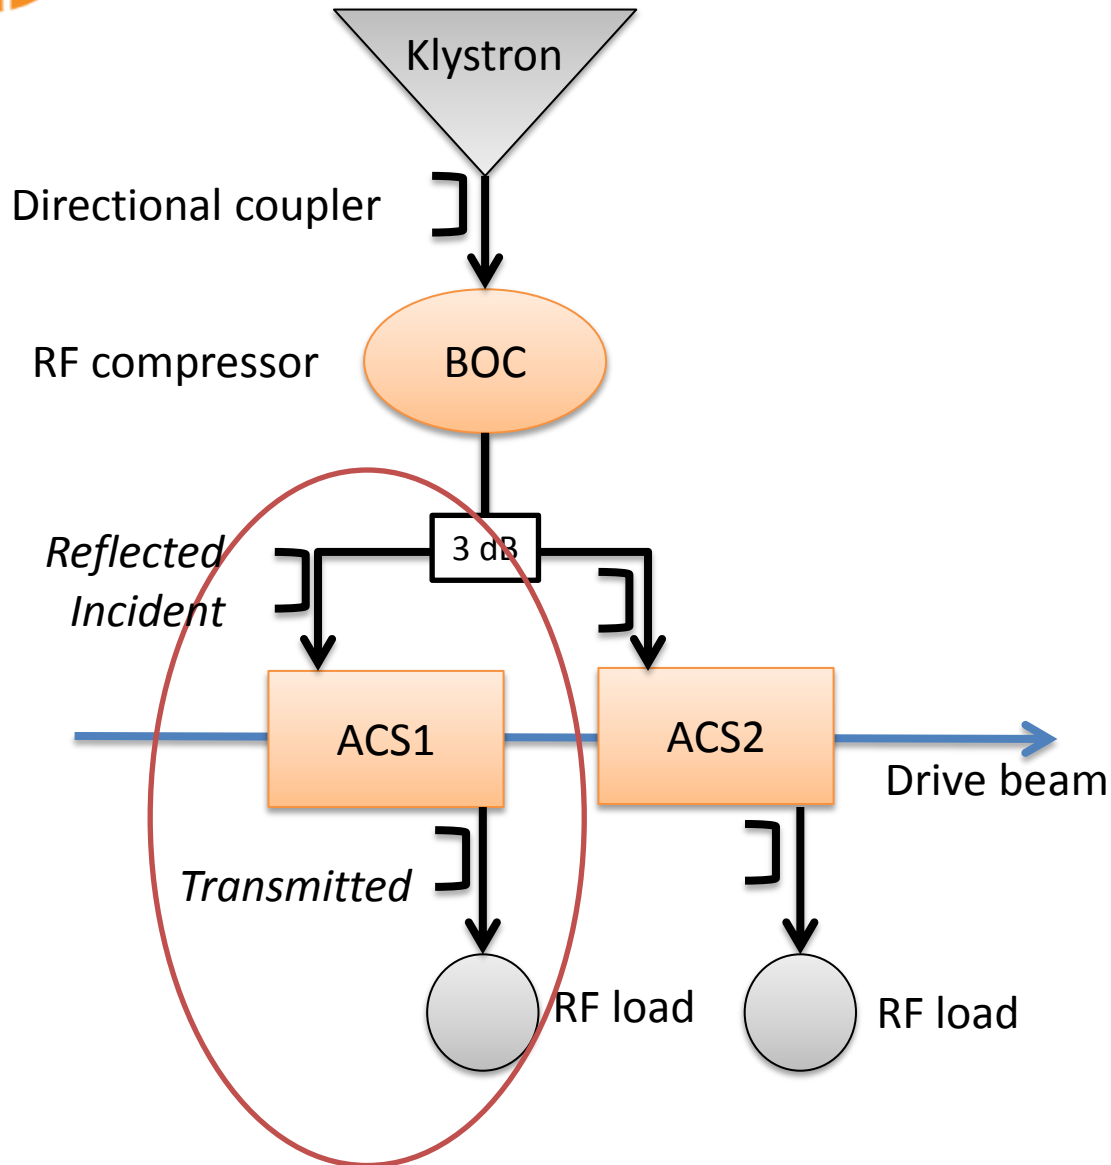 Klystron
Directional coupler
RF compressor
BOC
3 dB
Reflected
Incident
ACS1
ACS2
Drive beam
Transmitted
RF load
RF load